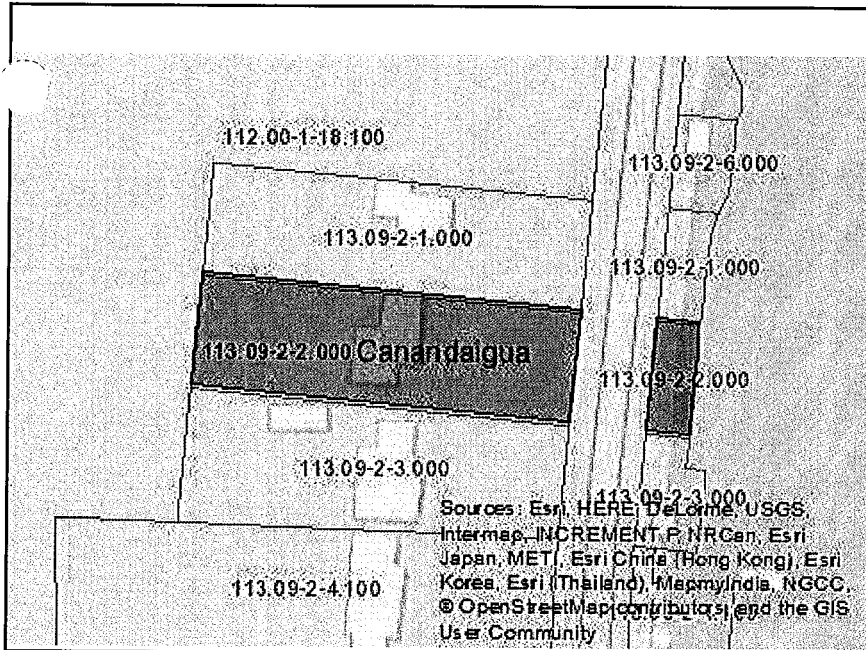 112.00-1-18.100
113.09-2-6.000
113.09-2-1.000
113.09-2-1.000
113.09-2-2.000 Canandaigua
113.09-2-2.000
113.09-2-3.000
113.09-2-3.000
113.09-2-4.100
Sources: Esri, HERE, DeLorme, USGS,
Intermap, INCREMENT P, NRCan, Esri
Japan, METI, Esri China (Hong Kong), Esri
Korea, Esri (Thailand), MapmyIndia, NGCC,
© OpenStreetMap contributors, and the GIS
User Community